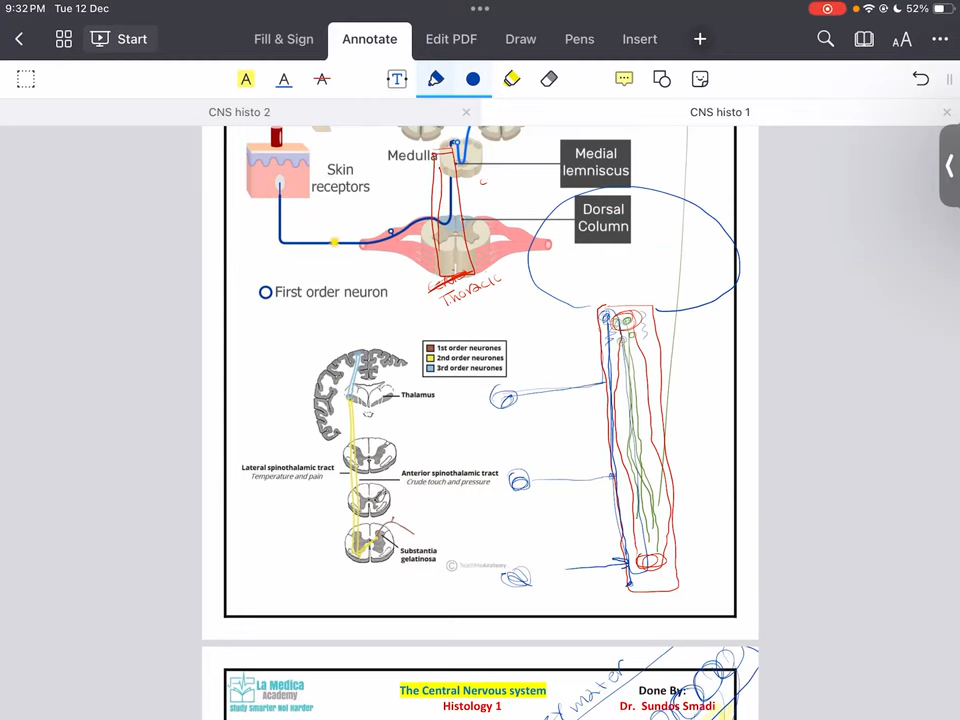 9:32 PM Tue 12 Dec
52%
Start
Fill & Sign
Annotate
Edit PDF
Draw
Pens
Insert
CNS histo 2
CNS histo 1
Medulla
Medial
lemniscus
Skin
receptors
Dorsal
Column
Thoracic
First order neuron
1st order neurones
2nd order neurones
3rd order neurones
Thalamus
Lateral spinothalamic tract
Temperature and pain
Anterior spinothalamic tract
Crude touch and pressure
Substantia
gelatinosa
© TeachMeAnatomy
La Medica
Academy
study smarter Not Harder
The Central Nervous system
Histology 1
Done By:
Dr. Sundos Smadi
mater